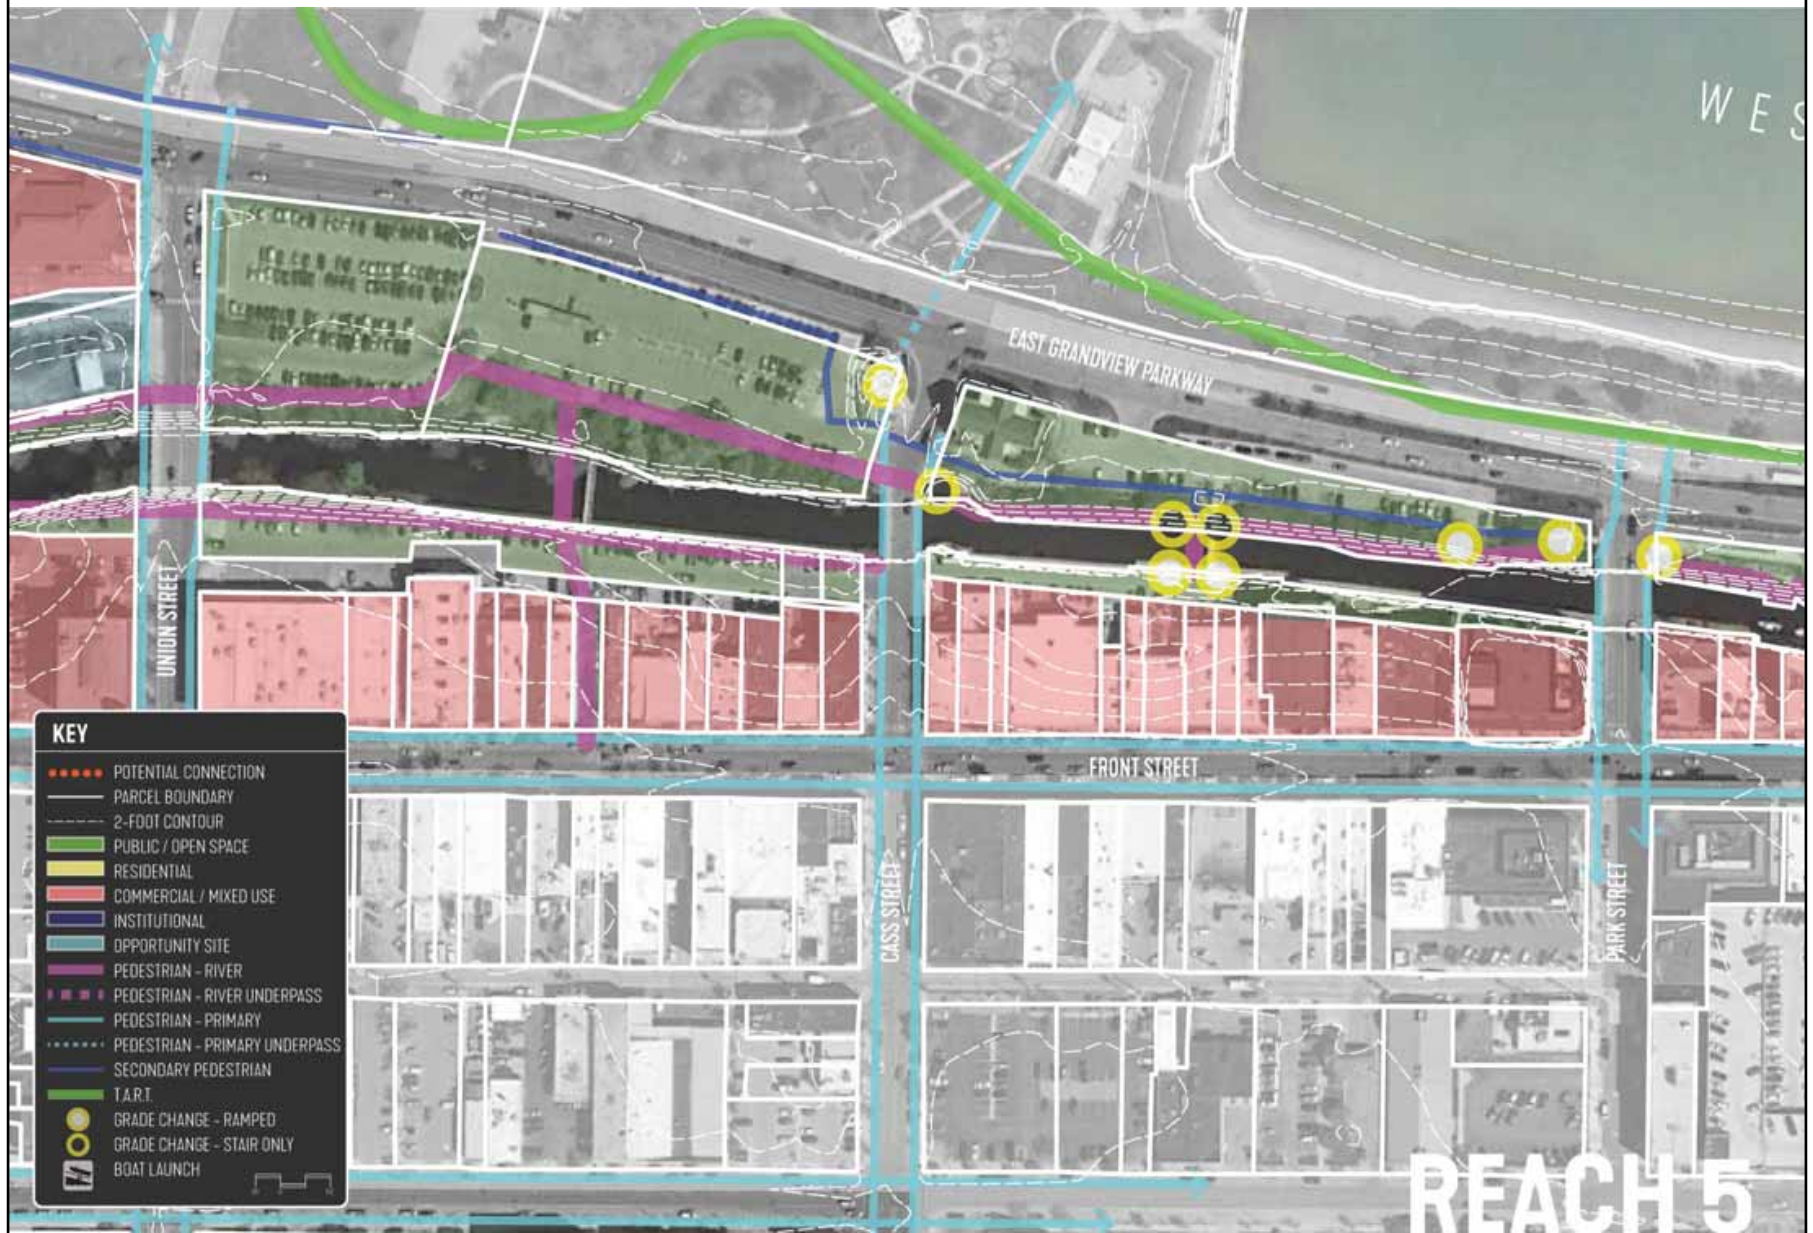 WES
EAST GRANDVIEW PARKWAY
UNION STREET
FRONT STREET
CASS STREET
PARK STREET
KEY
POTENTIAL CONNECTION
PARCEL BOUNDARY
2-FOOT CONTOUR
PUBLIC / OPEN SPACE
RESIDENTIAL
COMMERCIAL / MIXED USE
INSTITUTIONAL
OPPORTUNITY SITE
PEDESTRIAN - RIVER
PEDESTRIAN - RIVER UNDERPASS
PEDESTRIAN - PRIMARY
PEDESTRIAN - PRIMARY UNDERPASS
SECONDARY PEDESTRIAN
T.A.R.T.
GRADE CHANGE - RAMPED
GRADE CHANGE - STAIR ONLY
BOAT LAUNCH
REACH 5